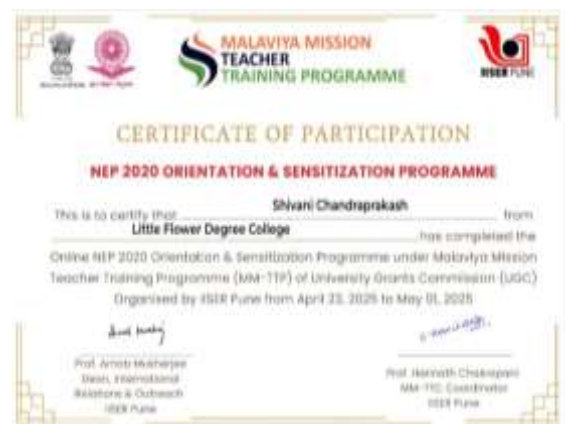 MALAVIYA MISSION
TEACHER
TRAINING PROGRAMME
IISER PUNE
CERTIFICATE OF PARTICIPATION
NEP 2020 ORIENTATION & SENSITIZATION PROGRAMME
This is to certify that Shivani Chandraprakash from
Little Flower Degree College has completed the
Online NEP 2020 Orientation & Sensitization Programme under Malaviya Mission
Teacher Training Programme (MM-TTP) of University Grants Commission (UGC)
Organised by IISER Pune from April 23, 2025 to May 01, 2025
Prof. Arnab Mukherjee
Dean, International
Relations & Outreach
IISER Pune
Prof. Harinath Chakrapani
MM-TTC Coordinator
IISER Pune